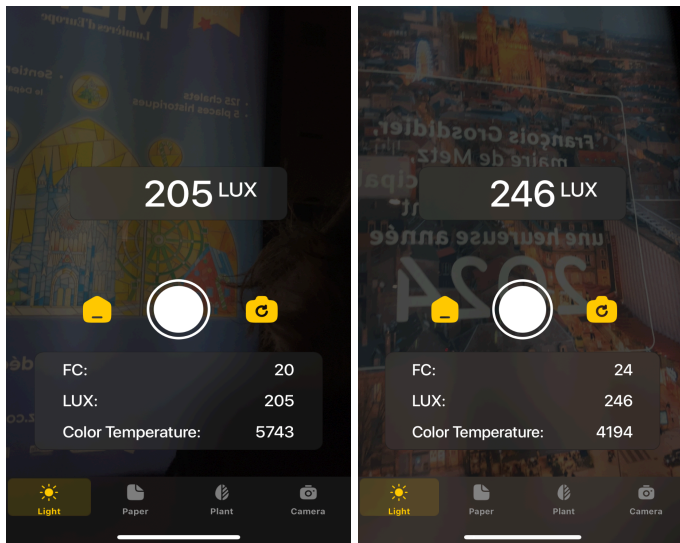 MET
Lumières d'Europe
Sentier
125 chalets
5 places historiques
205 LUX
FC: 20
LUX: 205
Color Temperature: 5743
Light Paper Plant Camera
François Grosdidier,
maire de Metz,
246 LUX
une heureuse année
2024
FC: 24
LUX: 246
Color Temperature: 4194
Light Paper Plant Camera